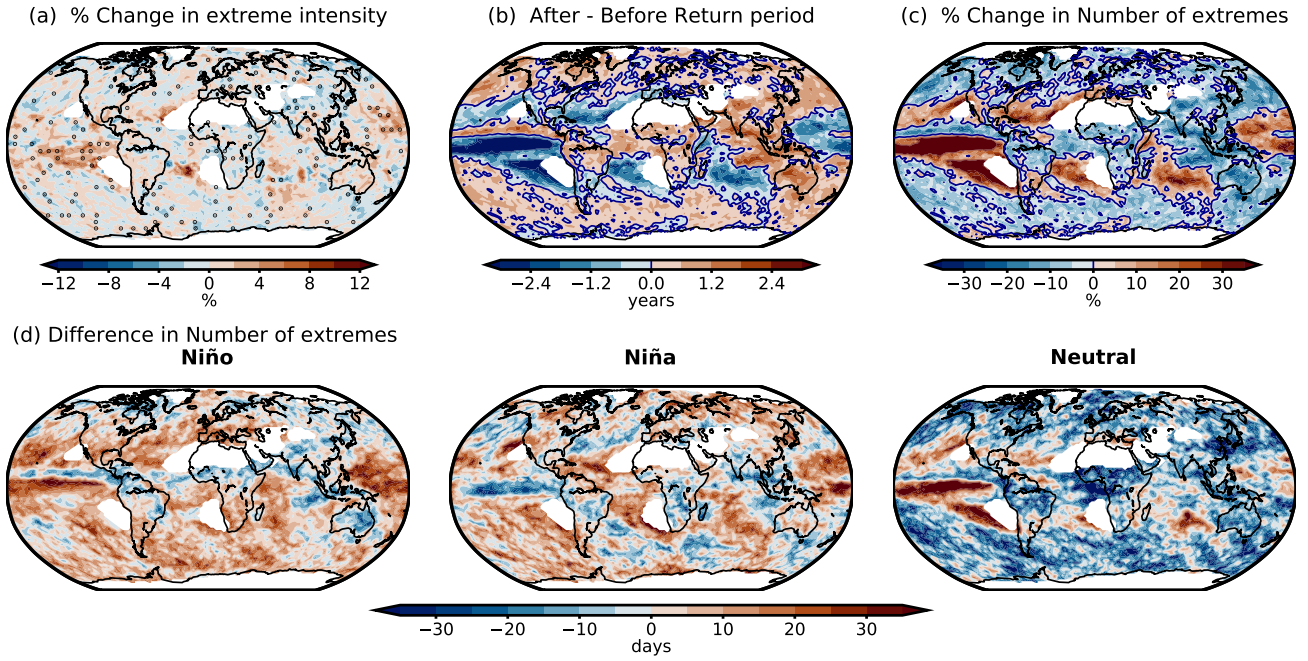 (a) % Change in extreme intensity
(b) After - Before Return period
(c) % Change in Number of extremes
−12 −8 −4 0 4 8 12
%
−2.4 −1.2 0.0 1.2 2.4
years
−30 −20 −10 0 10 20 30
%
(d) Difference in Number of extremes
Niño
Niña
Neutral
−30 −20 −10 0 10 20 30
days